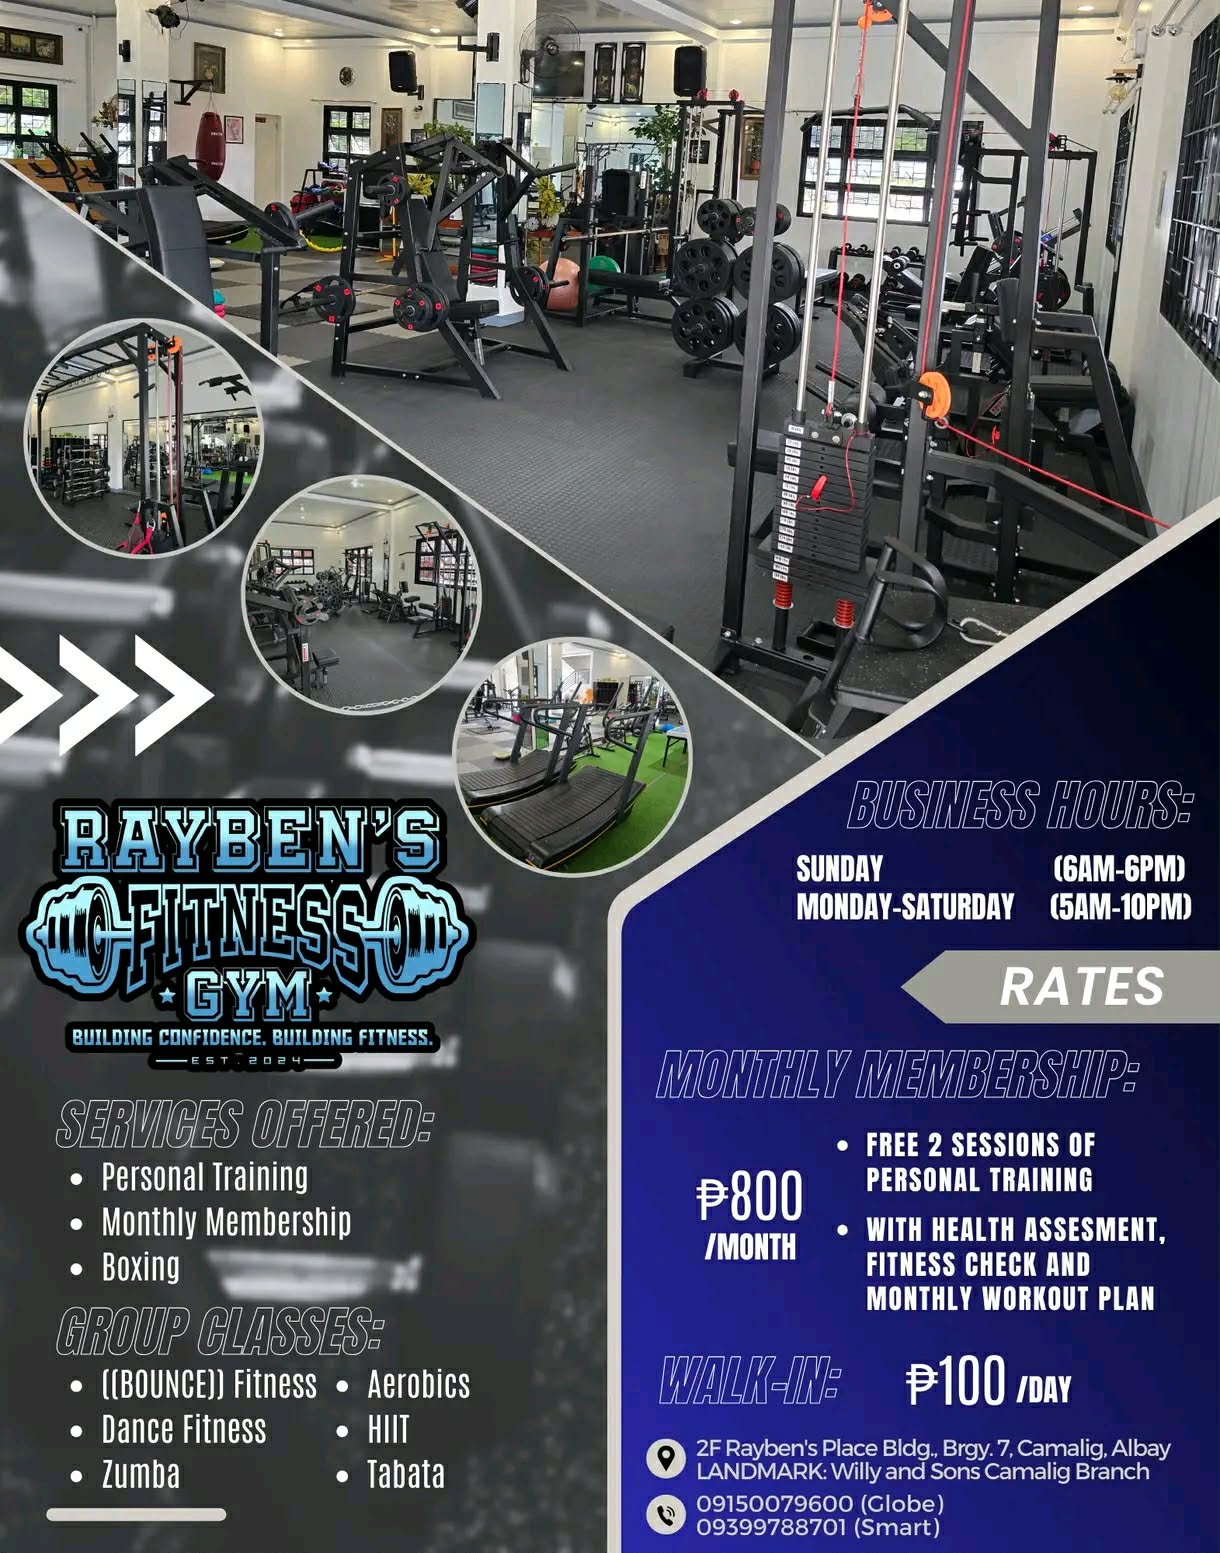 RAYBEN'S
FITNESS
GYM
BUILDING CONFIDENCE. BUILDING FITNESS.
EST. 2024
SERVICES OFFERED:
• Personal Training
• Monthly Membership
• Boxing
GROUP CLASSES:
• ((BOUNCE)) Fitness
• Dance Fitness
• Zumba
• Aerobics
• HIIT
• Tabata
BUSINESS HOURS:
SUNDAY (6AM-6PM)
MONDAY-SATURDAY (5AM-10PM)
RATES
MONTHLY MEMBERSHIP:
₱800
/MONTH
• FREE 2 SESSIONS OF
PERSONAL TRAINING
• WITH HEALTH ASSESMENT,
FITNESS CHECK AND
MONTHLY WORKOUT PLAN
WALK-IN: ₱100 /DAY
2F Rayben's Place Bldg., Brgy. 7, Camalig, Albay
LANDMARK: Willy and Sons Camalig Branch
09150079600 (Globe)
09399788701 (Smart)